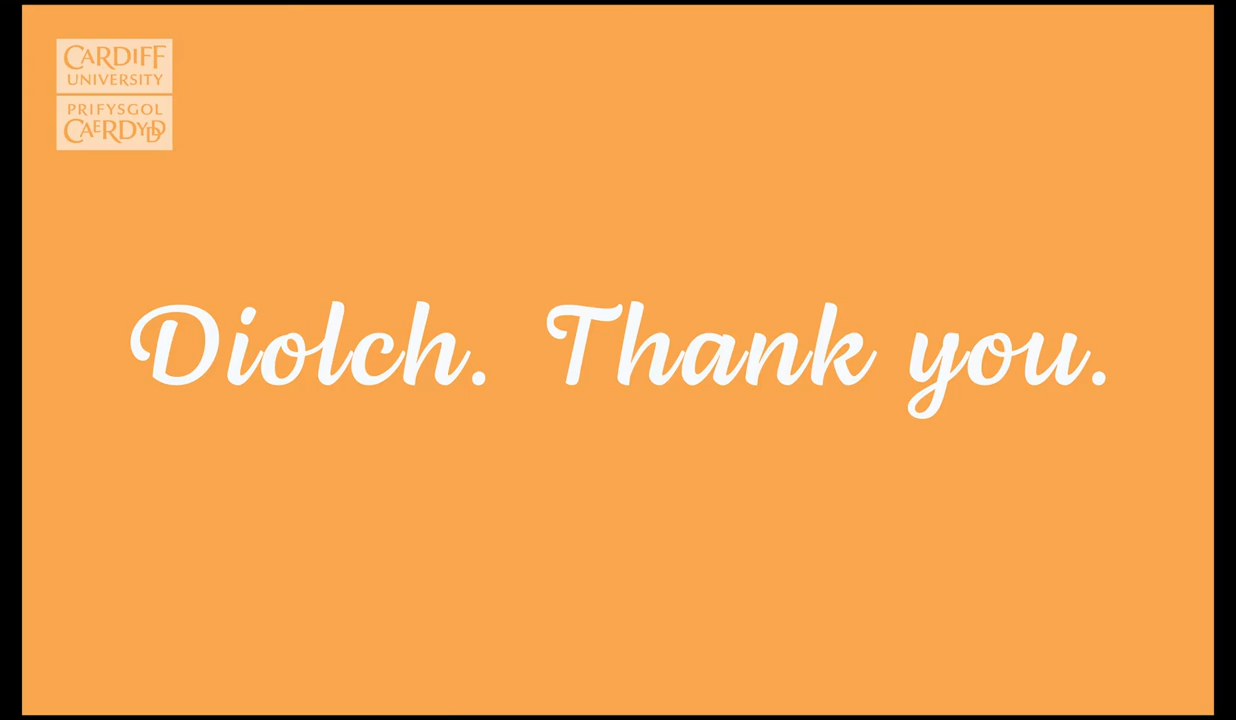 CARDIFF
UNIVERSITY
PRIFYSGOL
CAERDYDD
Diolch. Thank you.